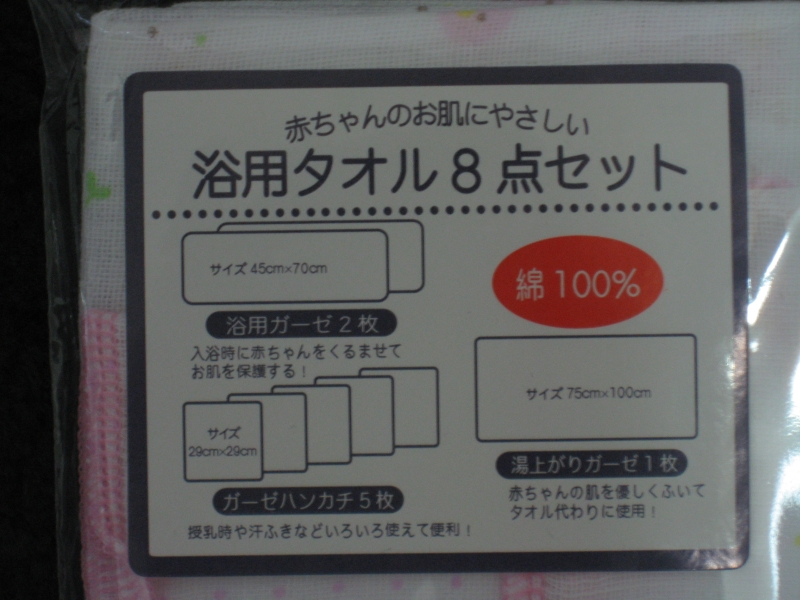 赤ちゃんのお肌にやさしい
浴用タオル8点セット
サイズ 45cm×70cm
浴用ガーゼ2枚
入浴時に赤ちゃんをくるませて
お肌を保護する！
サイズ
29cm×29cm
ガーゼハンカチ5枚
授乳時や汗ふきなどいろいろ使えて便利！
綿100%
サイズ 75cm×100cm
湯上がりガーゼ1枚
赤ちゃんの肌を優しくふいて
タオル代わりに使用！